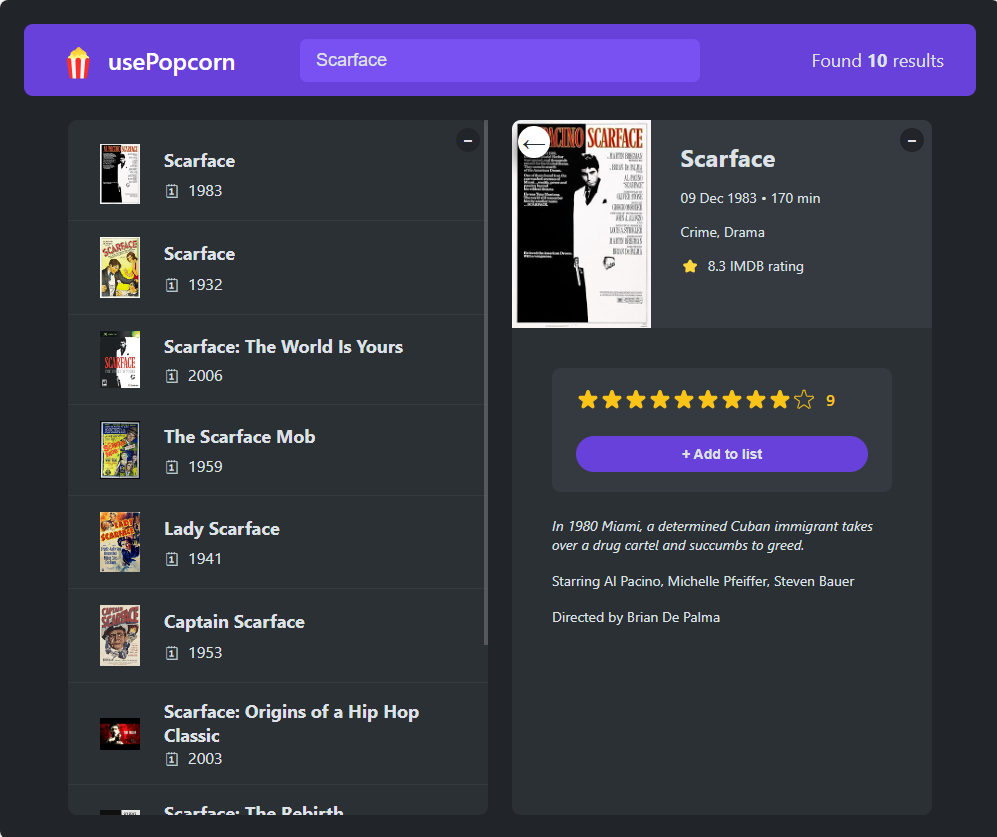 usePopcorn
Scarface
Found 10 results
Scarface
1983
Scarface
1932
Scarface: The World Is Yours
2006
The Scarface Mob
1959
Lady Scarface
1941
Captain Scarface
1953
Scarface: Origins of a Hip Hop
Classic
2003
Scarface: The Rebirth
←
PACINO SCARFACE
Scarface
09 Dec 1983 • 170 min
Crime, Drama
8.3 IMDB rating
9
+ Add to list
In 1980 Miami, a determined Cuban immigrant takes
over a drug cartel and succumbs to greed.
Starring Al Pacino, Michelle Pfeiffer, Steven Bauer
Directed by Brian De Palma